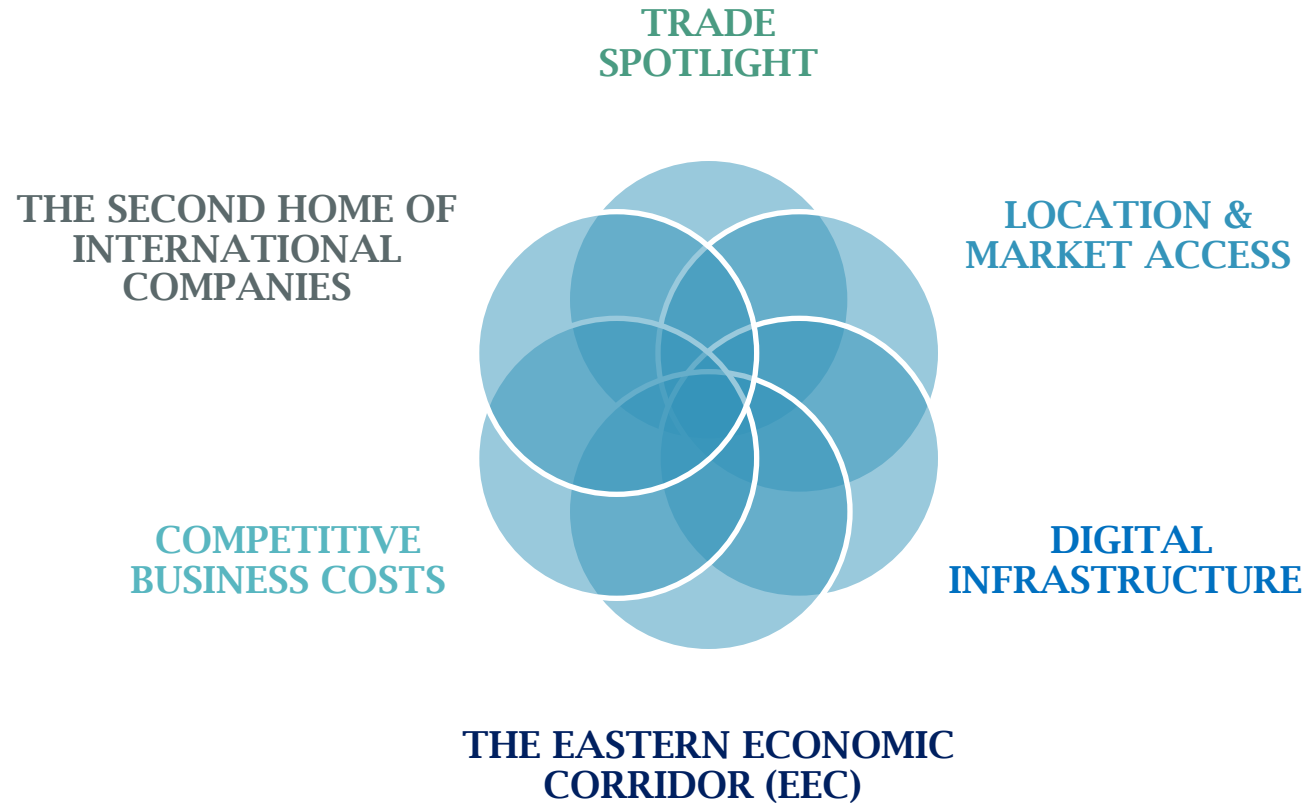 TRADE
SPOTLIGHT
THE SECOND HOME OF
INTERNATIONAL
COMPANIES
LOCATION &
MARKET ACCESS
COMPETITIVE
BUSINESS COSTS
DIGITAL
INFRASTRUCTURE
THE EASTERN ECONOMIC
CORRIDOR (EEC)